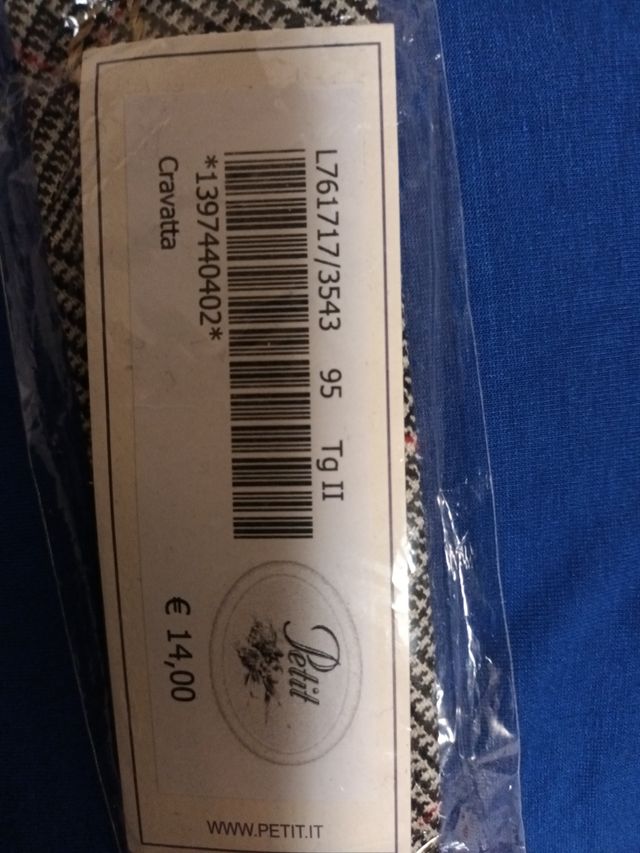 L761717/3543 95 Tg II
*1397440402*
Cravatta
€ 14,00
Petit
WWW.PETIT.IT